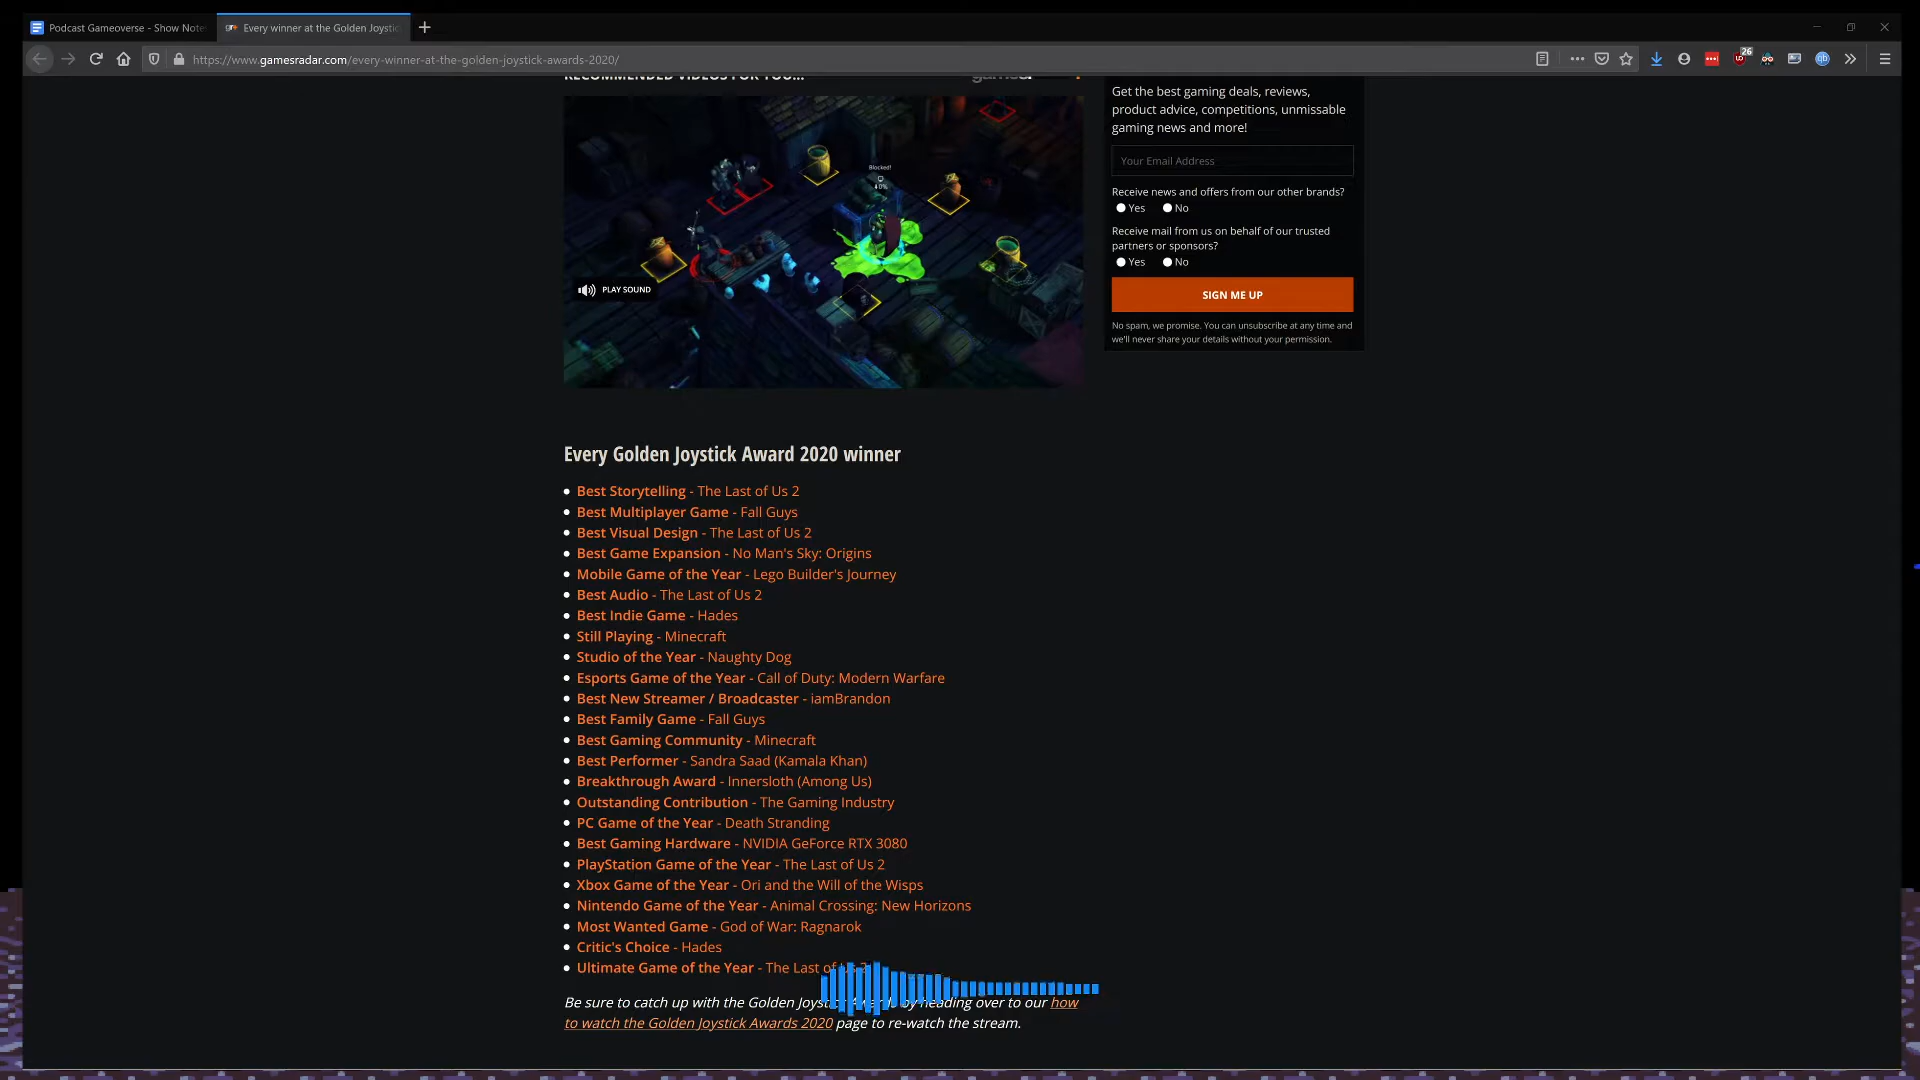 Podcast Gameoverse - Show Note
Every winner at the Golden Joystic
https://www.gamesradar.com/every-winner-at-the-golden-joystick-awards-2020/
26
RECOMMENDED VIDEOS FOR YOU...
Get the best gaming deals, reviews,
product advice, competitions, unmissable
gaming news and more!
Your Email Address
Receive news and offers from our other brands?
Yes No
Receive mail from us on behalf of our trusted
partners or sponsors?
Yes No
SIGN ME UP
No spam, we promise. You can unsubscribe at any time and
we'll never share your details without your permission.
Blocked!
PLAY SOUND
Every Golden Joystick Award 2020 winner
Best Storytelling - The Last of Us 2
Best Multiplayer Game - Fall Guys
Best Visual Design - The Last of Us 2
Best Game Expansion - No Man's Sky: Origins
Mobile Game of the Year - Lego Builder's Journey
Best Audio - The Last of Us 2
Best Indie Game - Hades
Still Playing - Minecraft
Studio of the Year - Naughty Dog
Esports Game of the Year - Call of Duty: Modern Warfare
Best New Streamer / Broadcaster - iamBrandon
Best Family Game - Fall Guys
Best Gaming Community - Minecraft
Best Performer - Sandra Saad (Kamala Khan)
Breakthrough Award - Innersloth (Among Us)
Outstanding Contribution - The Gaming Industry
PC Game of the Year - Death Stranding
Best Gaming Hardware - NVIDIA GeForce RTX 3080
PlayStation Game of the Year - The Last of Us 2
Xbox Game of the Year - Ori and the Will of the Wisps
Nintendo Game of the Year - Animal Crossing: New Horizons
Most Wanted Game - God of War: Ragnarok
Critic's Choice - Hades
Ultimate Game of the Year - The Last of Us 2
Be sure to catch up with the Golden Joystick Awards by heading over to our how
to watch the Golden Joystick Awards 2020 page to re-watch the stream.